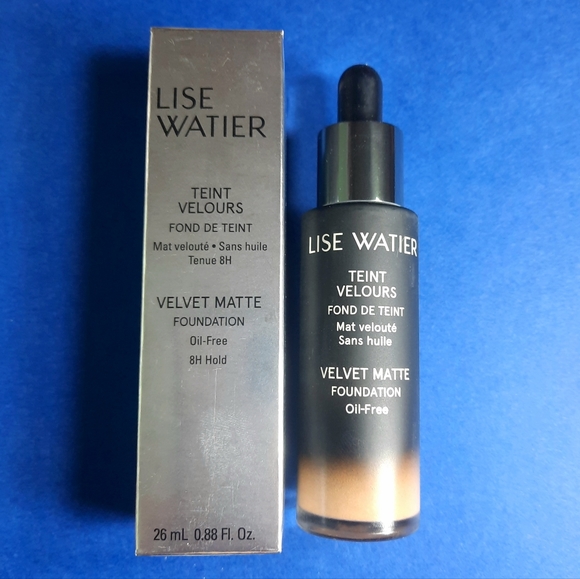 LISE
WATIER
TEINT
VELOURS
FOND DE TEINT
Mat velouté • Sans huile
Tenue 8H
VELVET MATTE
FOUNDATION
Oil-Free
8H Hold
26 mL 0.88 Fl. Oz.
LISE WATIER
TEINT
VELOURS
FOND DE TEINT
Mat velouté
Sans huile
VELVET MATTE
FOUNDATION
Oil-Free